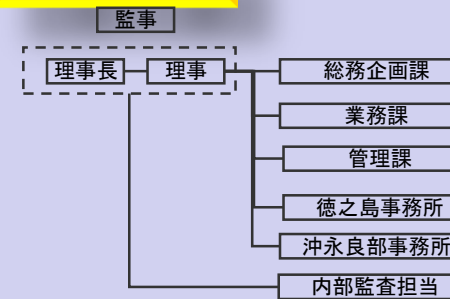 監事
理事長
理事
総務企画課
業務課
管理課
徳之島事務所
沖永良部事務所
内部監査担当